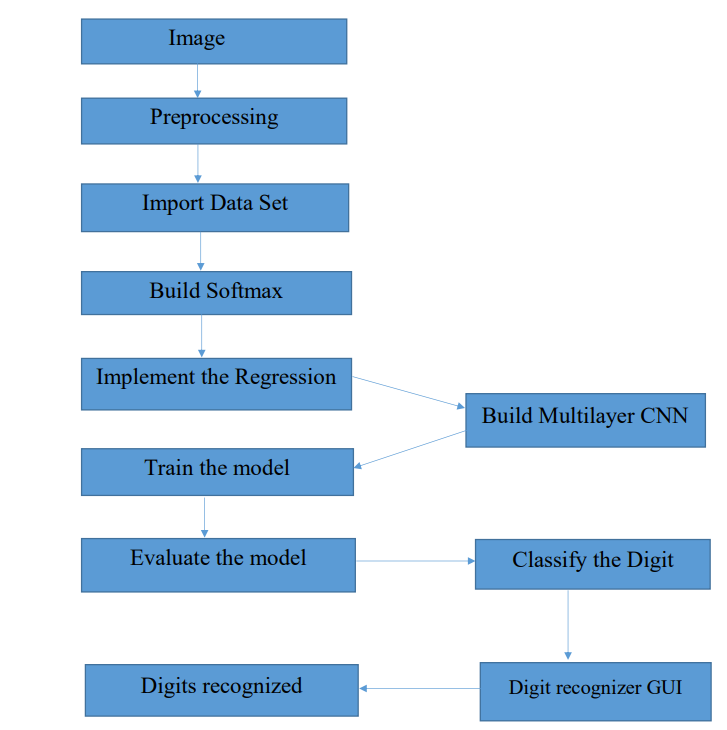 Image
Preprocessing
Import Data Set
Build Softmax
Implement the Regression
Build Multilayer CNN
Train the model
Evaluate the model
Classify the Digit
Digit recognizer GUI
Digits recognized